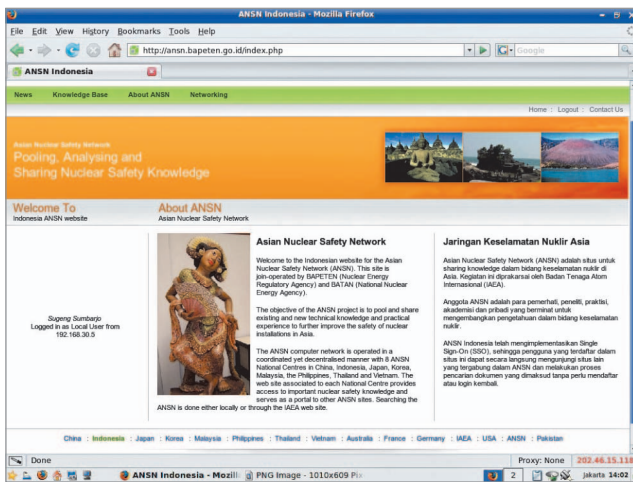 ANSN Indonesia - Mozilla Firefox
File Edit View History Bookmarks Tools Help
http://ansn.bapeten.go.id/index.php
Google
ANSN Indonesia
News Knowledge Base About ANSN Networking
Home : Logout : Contact Us
Asian Nuclear Safety Network
Pooling, Analysing and
Sharing Nuclear Safety Knowledge
Welcome To
Indonesia ANSN website
About ANSN
Asian Nuclear Safety Network
Sugeng Sumbarjo
Logged in as Local User from
192.168.30.5
Asian Nuclear Safety Network
Welcome to the Indonesian website for the Asian
Nuclear Safety Network (ANSN). This site is
join-operated by BAPETEN (Nuclear Energy
Regulatory Agency) and BATAN (National Nuclear
Energy Agency).
The objective of the ANSN project is to pool and share
existing and new technical knowledge and practical
experience to further improve the safety of nuclear
installations in Asia.
The ANSN computer network is operated in a
coordinated yet decentralised manner with 8 ANSN
National Centres in China, Indonesia, Japan, Korea,
Malaysia, the Philippines, Thailand and Vietnam. The
web site associated to each National Centre provides
access to important nuclear safety knowledge and
serves as a portal to other ANSN sites. Searching the
ANSN is done either locally or through the IAEA web site.
Jaringan Keselamatan Nuklir Asia
Asian Nuclear Safety Network (ANSN) adalah situs untuk
sharing knowledge dalam bidang keselamatan nuklir di
Asia. Kegiatan ini diprakarsai oleh Badan Tenaga Atom
Internasional (IAEA).
Anggota ANSN adalah para pemerhati, peneliti, praktisi,
akademisi dan pribadi yang berminat untuk
mengembangkan pengetahuan dalam bidang keselamatan
nuklir.
ANSN Indonesia telah mengimplementasikan Single
Sign-On (SSO), sehingga pengguna yang terdaftar dalam
situs ini dapat secara langsung mengunjungi situs lain
yang tergabung dalam ANSN dan melakukan proses
pencarian dokumen yang dimaksud tanpa perlu mendaftar
atau login kembali.
China : Indonesia : Japan : Korea : Malaysia : Philippines : Thailand : Vietnam : Australia : France : Germany : IAEA : USA : ANSN : Pakistan
Done
Proxy: None 202.46.15.118
ANSN Indonesia - Mozill PNG Image - 1010x609 Pix
2
Jakarta 14:02